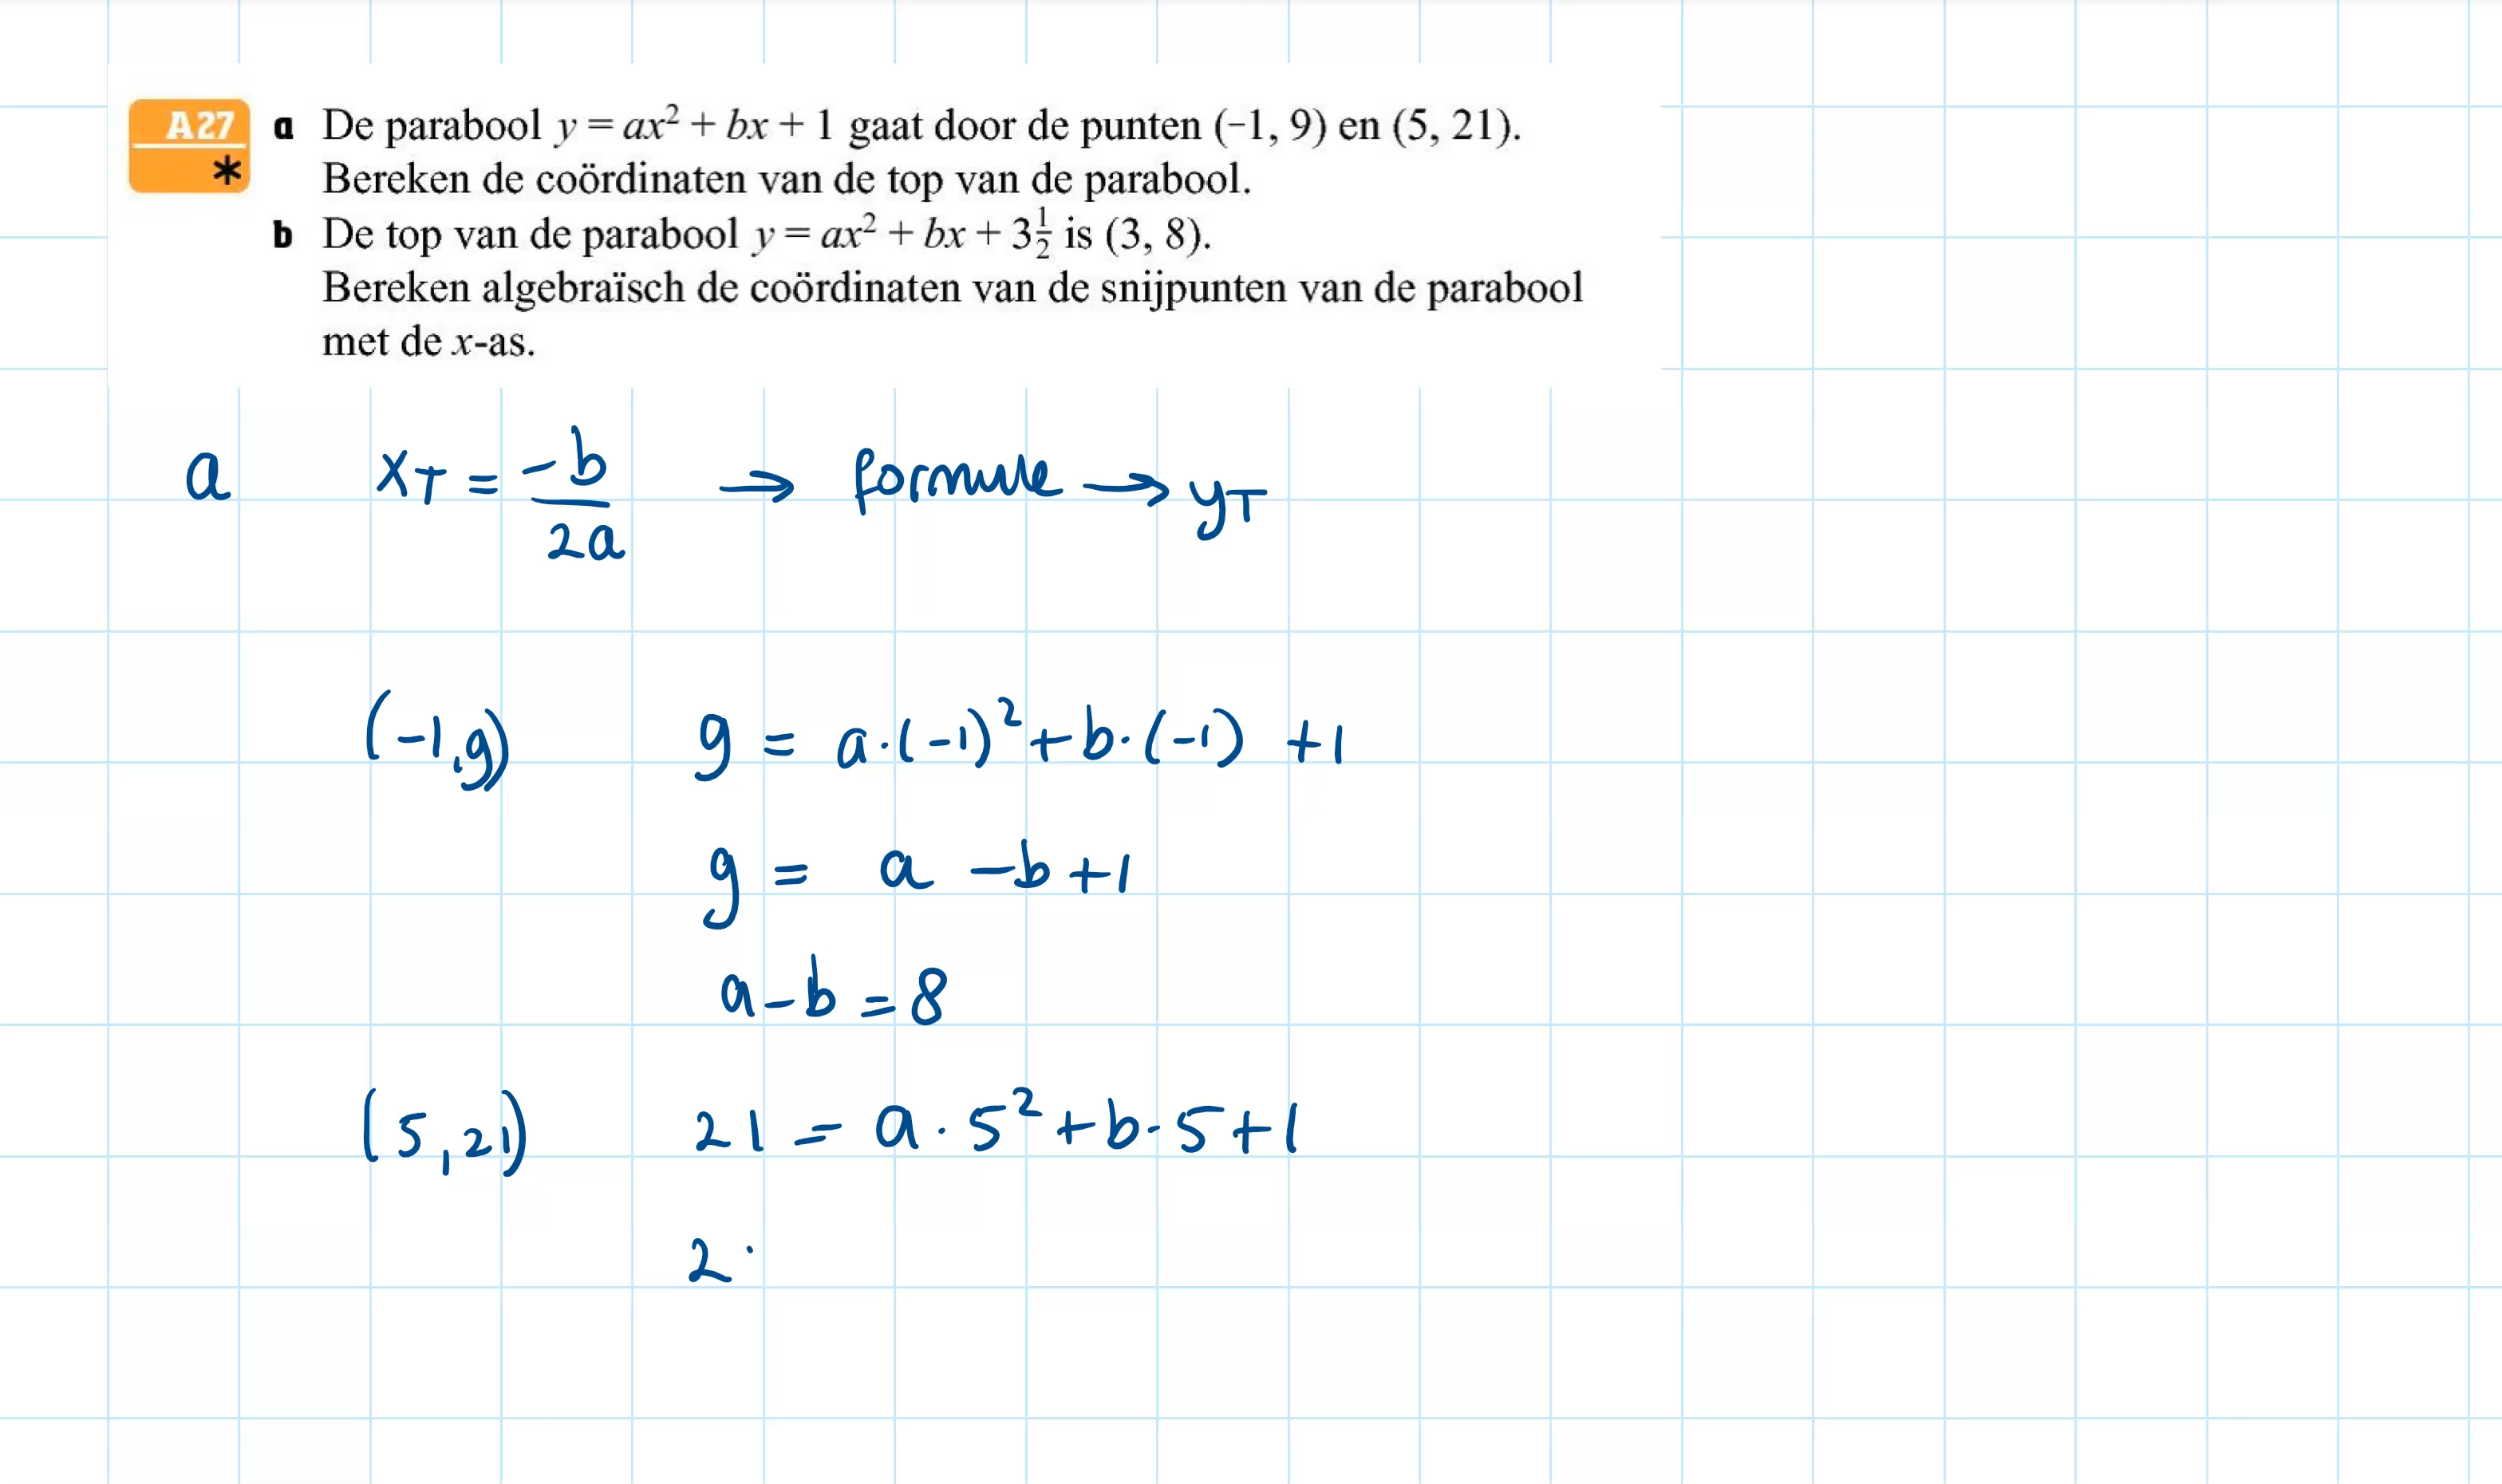 A27 a De parabool y = ax² + bx + 1 gaat door de punten (−1, 9) en (5, 21).
* Bereken de coördinaten van de top van de parabool.
b De top van de parabool y = ax² + bx + 3½ is (3, 8).
Bereken algebraïsch de coördinaten van de snijpunten van de parabool
met de x-as.
a xT = -b/2a → formule → yT
(-1,9) 9 = a·(-1)² + b·(-1) +1
9 = a - b + 1
a - b = 8
(5,21) 21 = a · 5² + b · 5 + 1
2 ·